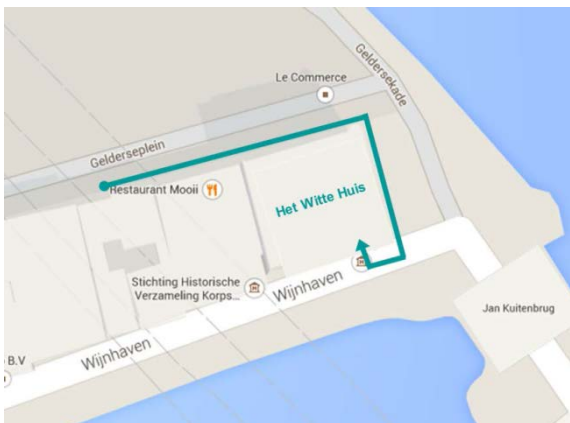 Le Commerce
Geldersekade
Gelderseplein
Restaurant Mooii
Het Witte Huis
Stichting Historische
Verzameling Korps...
Wijnhaven
Jan Kuitenbrug
B.V
Wijnhaven